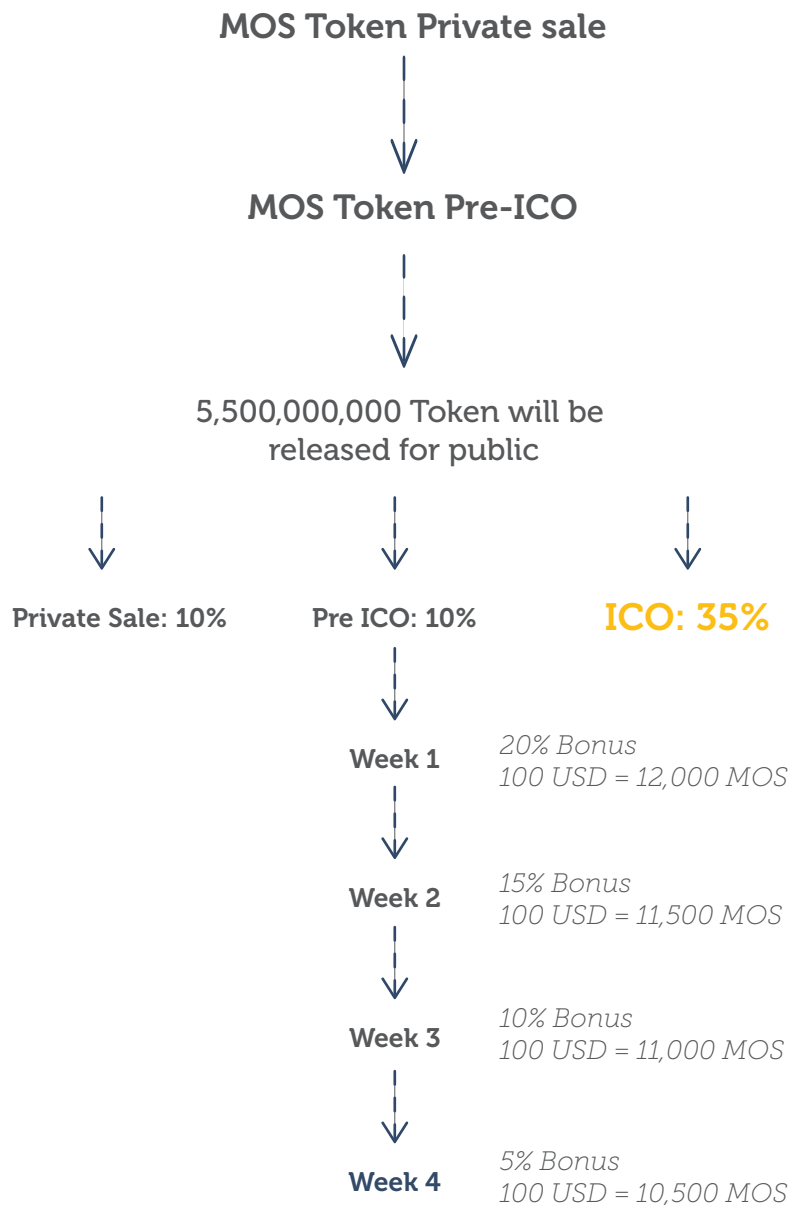 MOS Token Private sale
MOS Token Pre-ICO
5,500,000,000 Token will be
released for public
Private Sale: 10%
Pre ICO: 10%
ICO: 35%
Week 1
20% Bonus
100 USD = 12,000 MOS
Week 2
15% Bonus
100 USD = 11,500 MOS
Week 3
10% Bonus
100 USD = 11,000 MOS
Week 4
5% Bonus
100 USD = 10,500 MOS